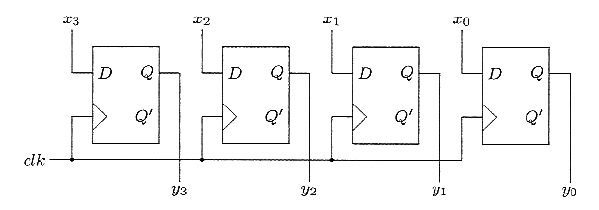 x3 x2 x1 x0
D Q D Q D Q D Q
Q' Q' Q' Q'
clk
y3 y2 y1 y0